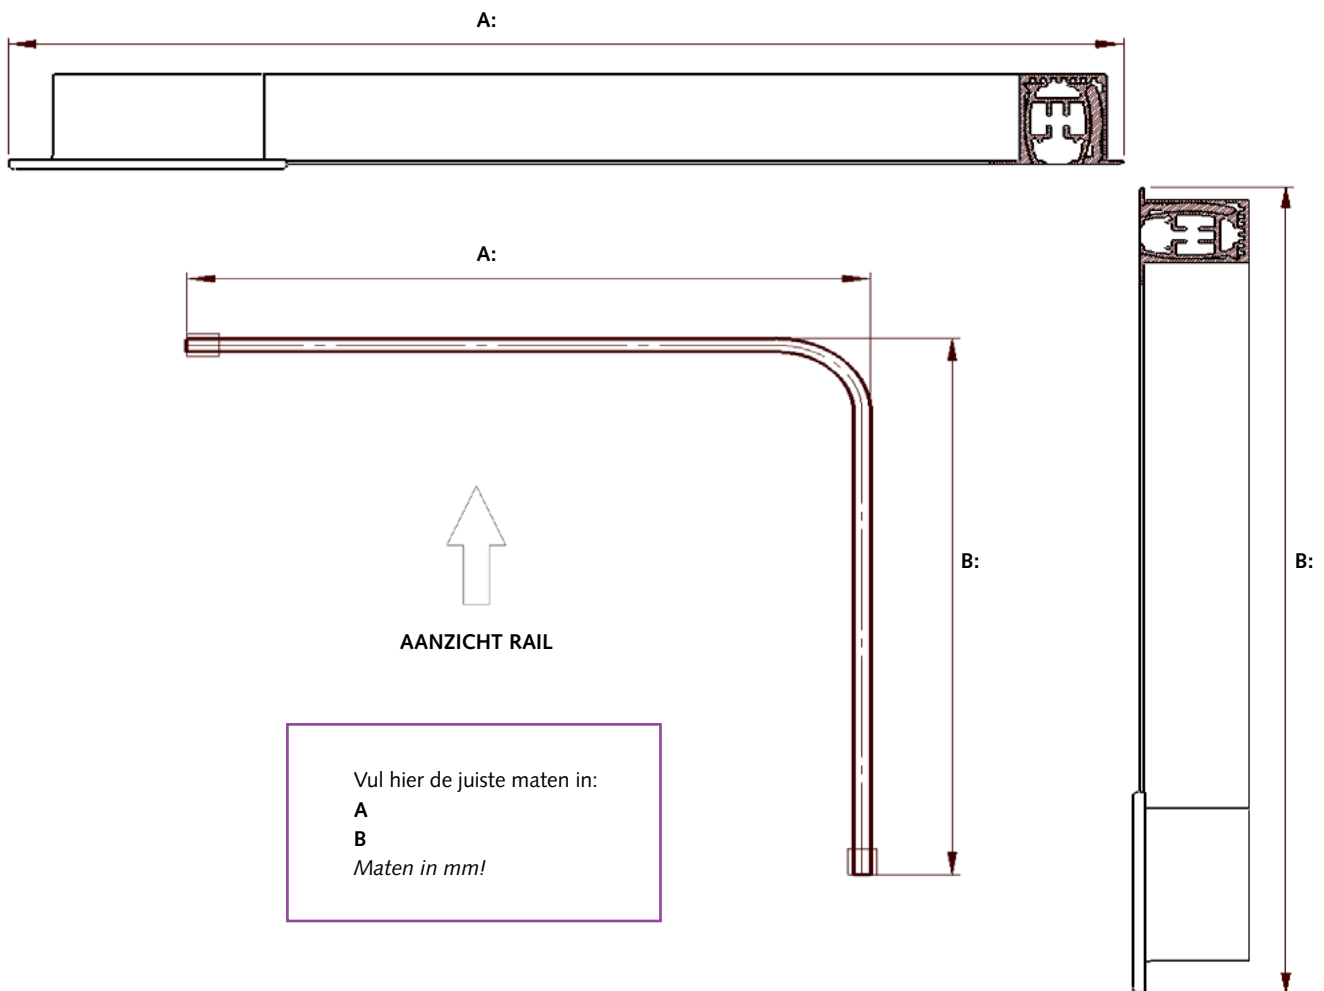 A:
A:
B:
B:
AANZICHT RAIL
Vul hier de juiste maten in:
A
B
Maten in mm!